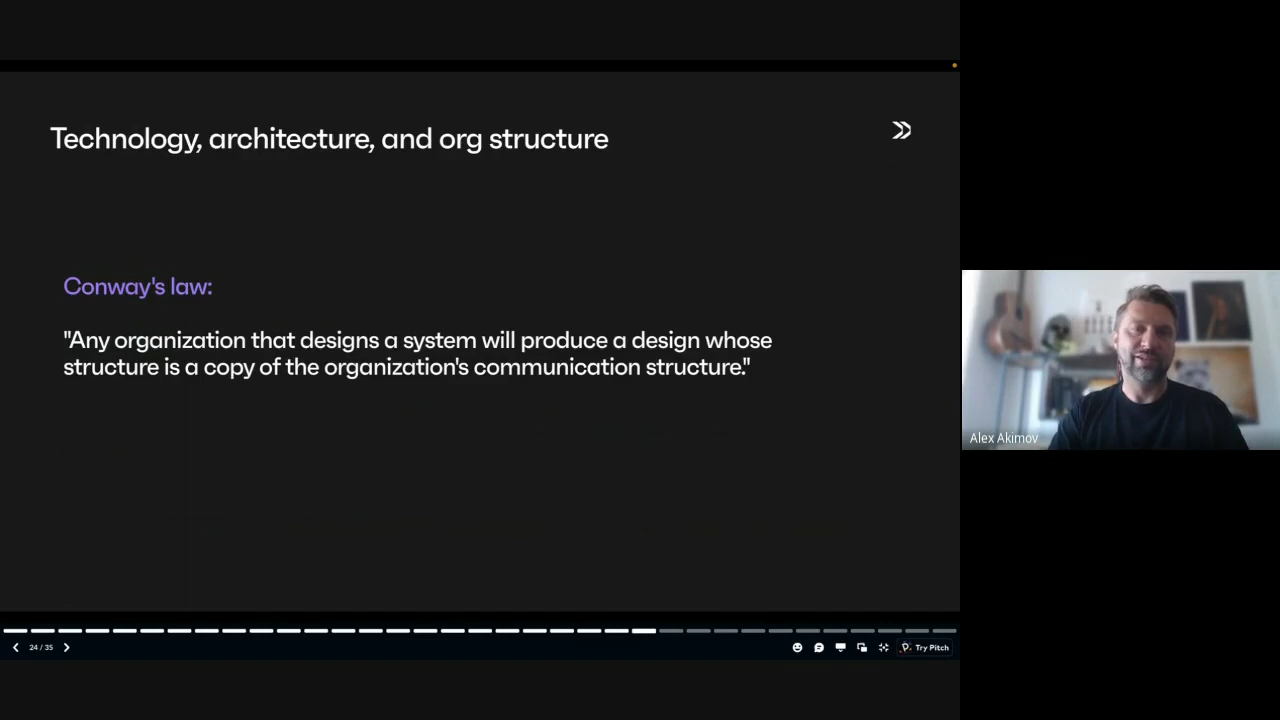 Technology, architecture, and org structure
Conway's law:
"Any organization that designs a system will produce a design whose
structure is a copy of the organization's communication structure."
Alex Akimov
24 / 35
Try Pitch